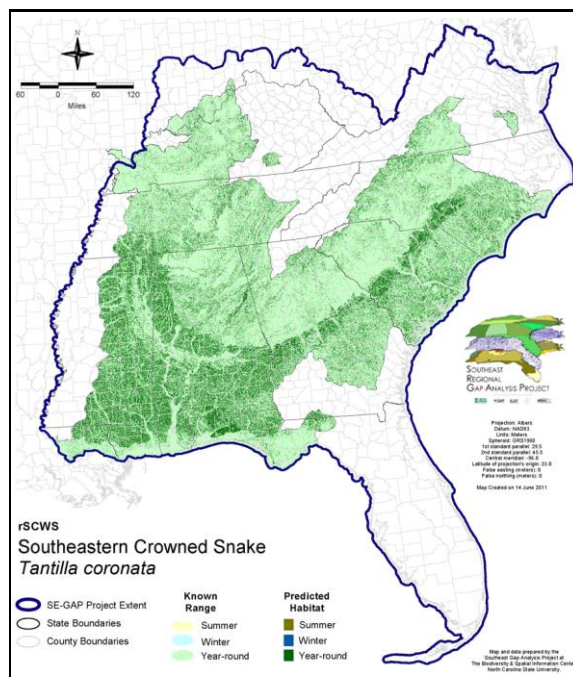 N
60 30 0 60 120
Miles
SOUTHEAST
REGIONAL
GAP ANALYSIS PROJECT
Projection: Albers
Datum: NAD83
Units: Meters
Spheroid: GRS1980
1st standard parallel: 29.5
2nd standard parallel: 45.5
Central meridian: -96.0
Latitude of projection's origin: 23.0
False easting (meters): 0
False northing (meters): 0
Map Created on 14 June 2011
rSCWS
Southeastern Crowned Snake
Tantilla coronata
SE-GAP Project Extent
State Boundaries
County Boundaries
Known
Range
Summer
Winter
Year-round
Predicted
Habitat
Summer
Winter
Year-round
Map and data prepared by the
Southeast Gap Analysis Project at
The Biodiversity & Spatial Information Center
North Carolina State University.